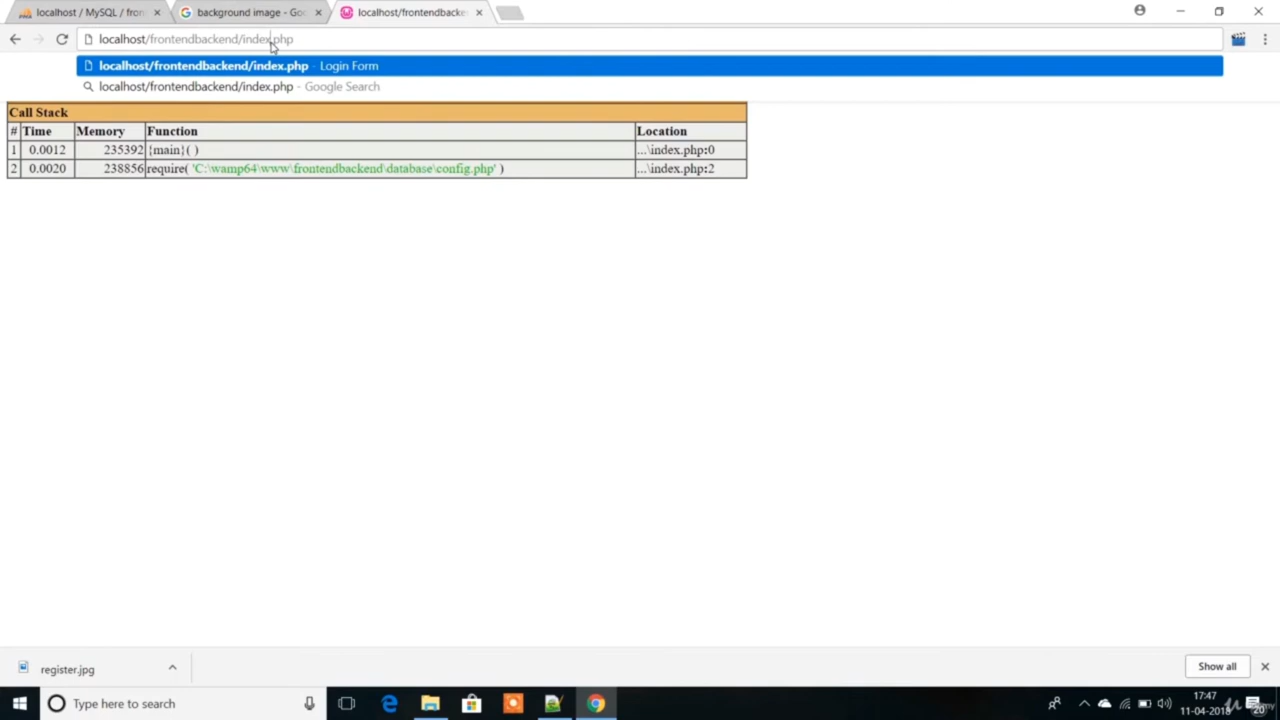 localhost / MySQL / fron
background image - Goo
localhost/frontendbacke
localhost/frontendbackend/index.php
localhost/frontendbackend/index.php - Login Form
localhost/frontendbackend/index.php - Google Search
Call Stack
# Time Memory Function Location
1 0.0012 235392 {main}( ) ...\index.php:0
2 0.0020 238856 require( 'C:\wamp64\www\frontendbackend\database\config.php' ) ...\index.php:2
register.jpg
Show all
Type here to search
17:47
11-04-2018
20